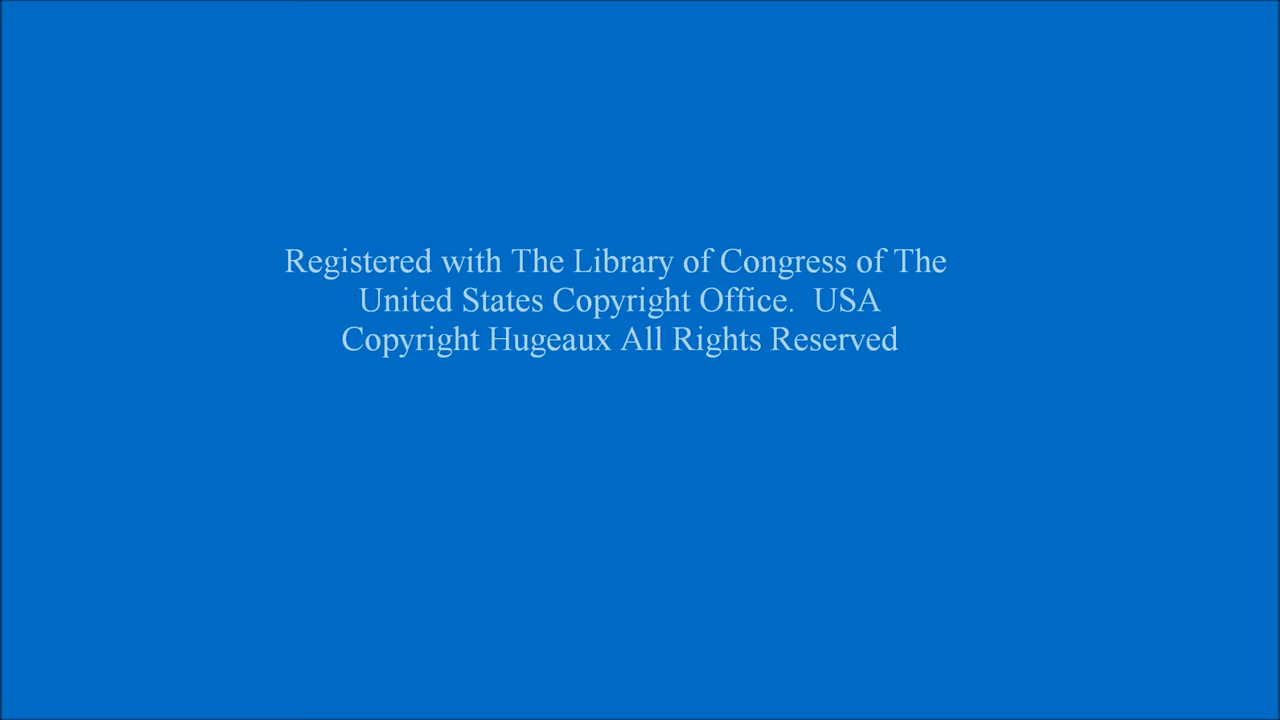 Registered with The Library of Congress of The
United States Copyright Office.  USA
Copyright Hugeaux All Rights Reserved